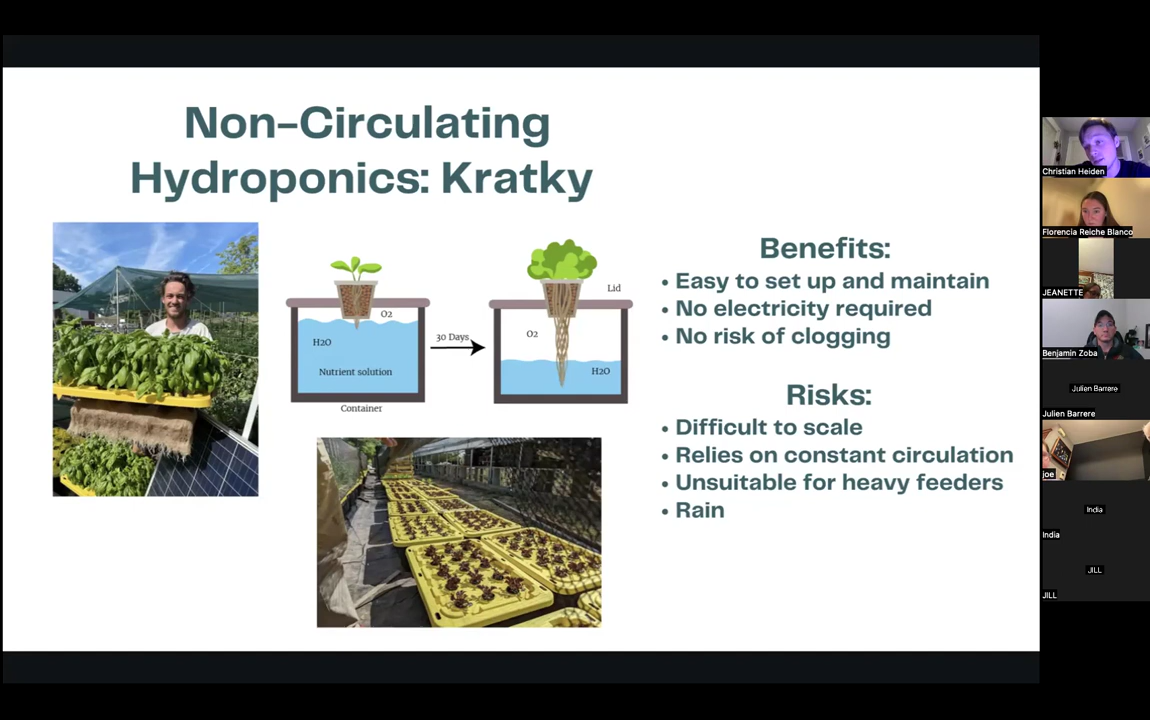 Non-Circulating
Hydroponics: Kratky
O2
H2O
Nutrient solution
Container
30 Days
Lid
O2
H2O
Benefits:
• Easy to set up and maintain
• No electricity required
• No risk of clogging
Risks:
• Difficult to scale
• Relies on constant circulation
• Unsuitable for heavy feeders
• Rain
Christian Heiden
Florencia Reiche Blanco
JEANETTE
Benjamin Zoba
Julien Barrere
Julien Barrere
joe
India
India
JILL
JILL